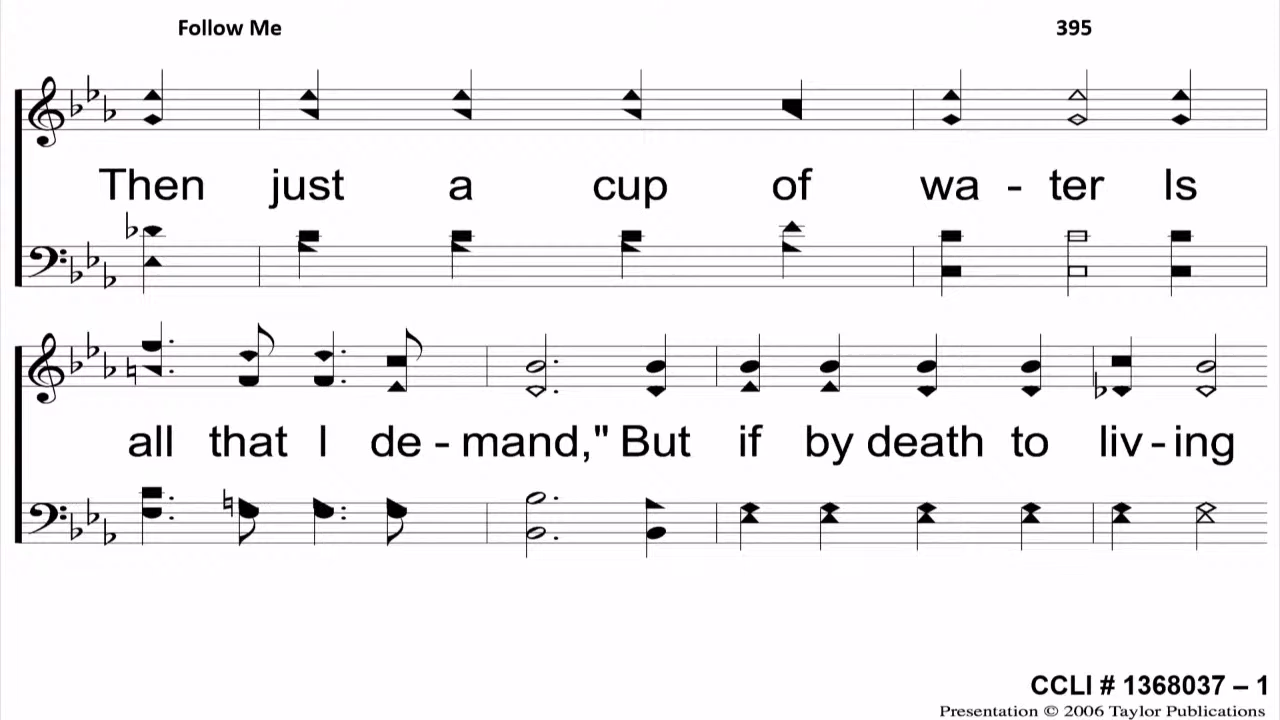 Follow Me 395
Then just a cup of wa - ter Is
all that I de - mand," But if by death to liv - ing
CCLI # 1368037 – 1
Presentation © 2006 Taylor Publications